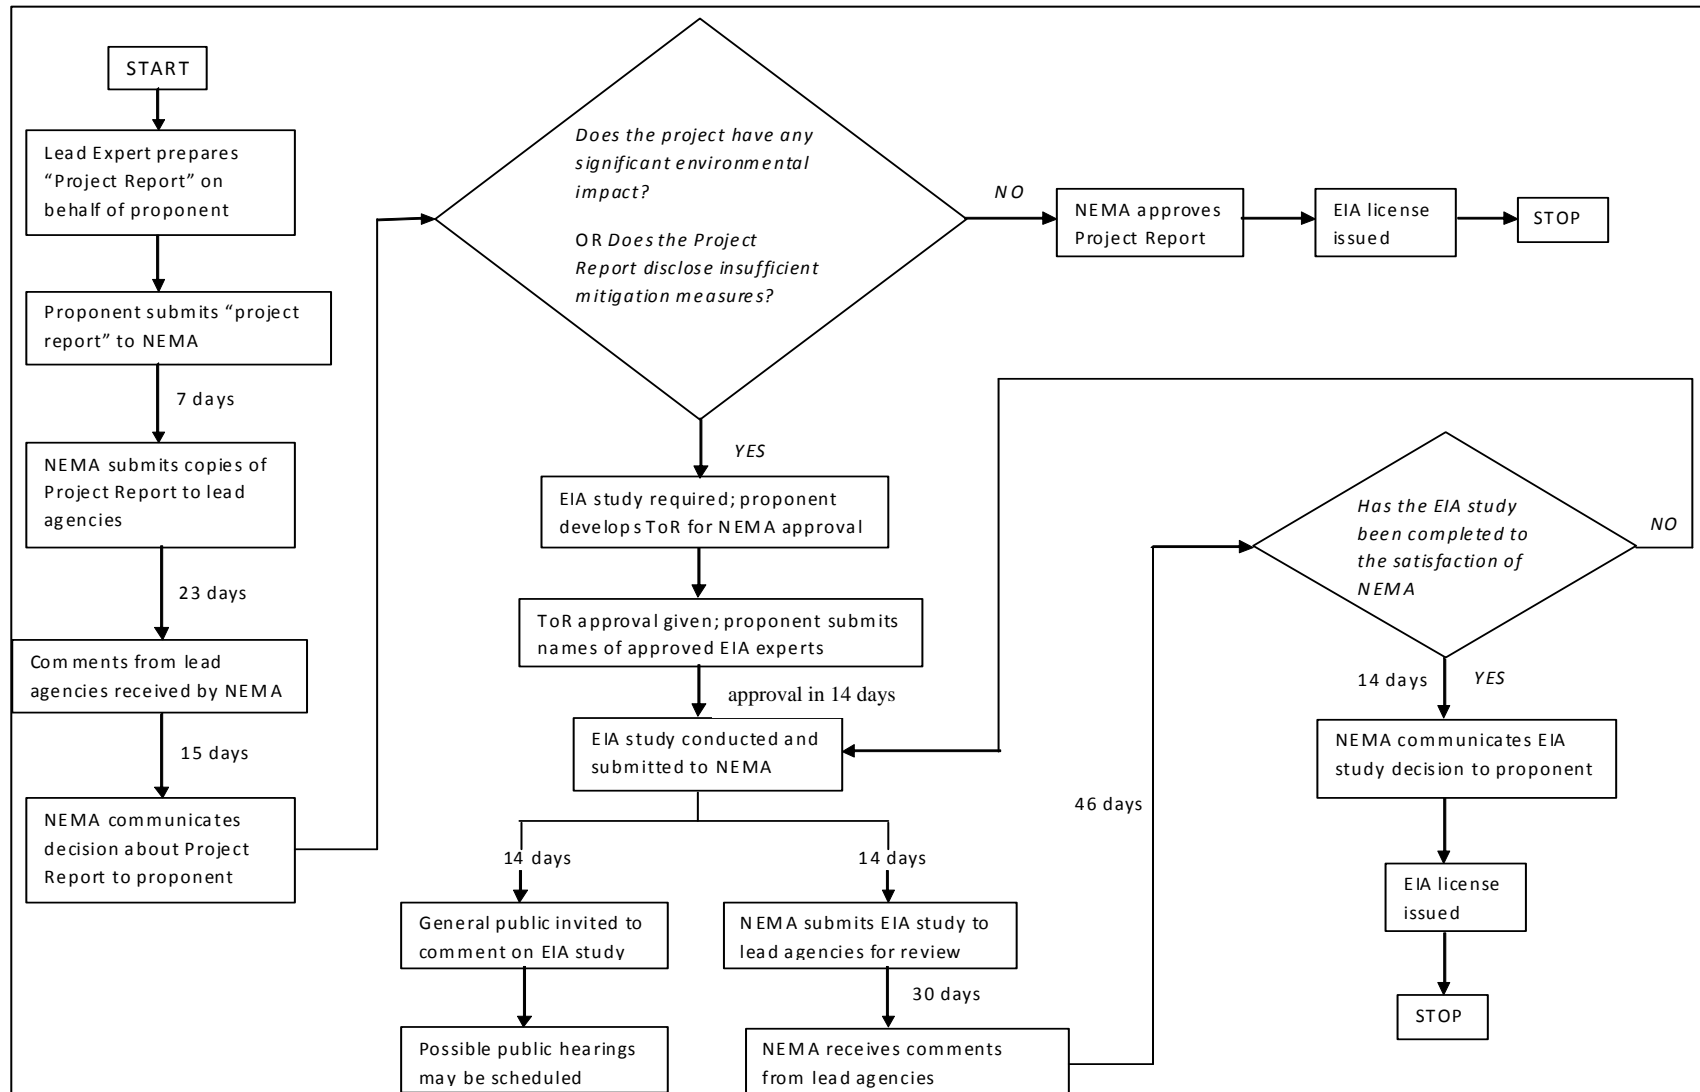 START
Lead Expert prepares
“Project Report” on
behalf of proponent
Proponent submits “project
report” to NEMA
7 days
NEMA submits copies of
Project Report to lead
agencies
23 days
Comments from lead
agencies received by NEMA
15 days
NEMA communicates
decision about Project
Report to proponent
Does the project have any
significant environmental
impact?
OR Does the Project
Report disclose insufficient
mitigation measures?
NO
NEMA approves
Project Report
EIA license
issued
STOP
YES
EIA study required; proponent
develops ToR for NEMA approval
ToR approval given; proponent submits
names of approved EIA experts
approval in 14 days
EIA study conducted and
submitted to NEMA
14 days
General public invited to
comment on EIA study
Possible public hearings
may be scheduled
14 days
NEMA submits EIA study to
lead agencies for review
30 days
NEMA receives comments
from lead agencies
46 days
Has the EIA study
been completed to
the satisfaction of
NEMA
NO
14 days
YES
NEMA communicates EIA
study decision to proponent
EIA license
issued
STOP